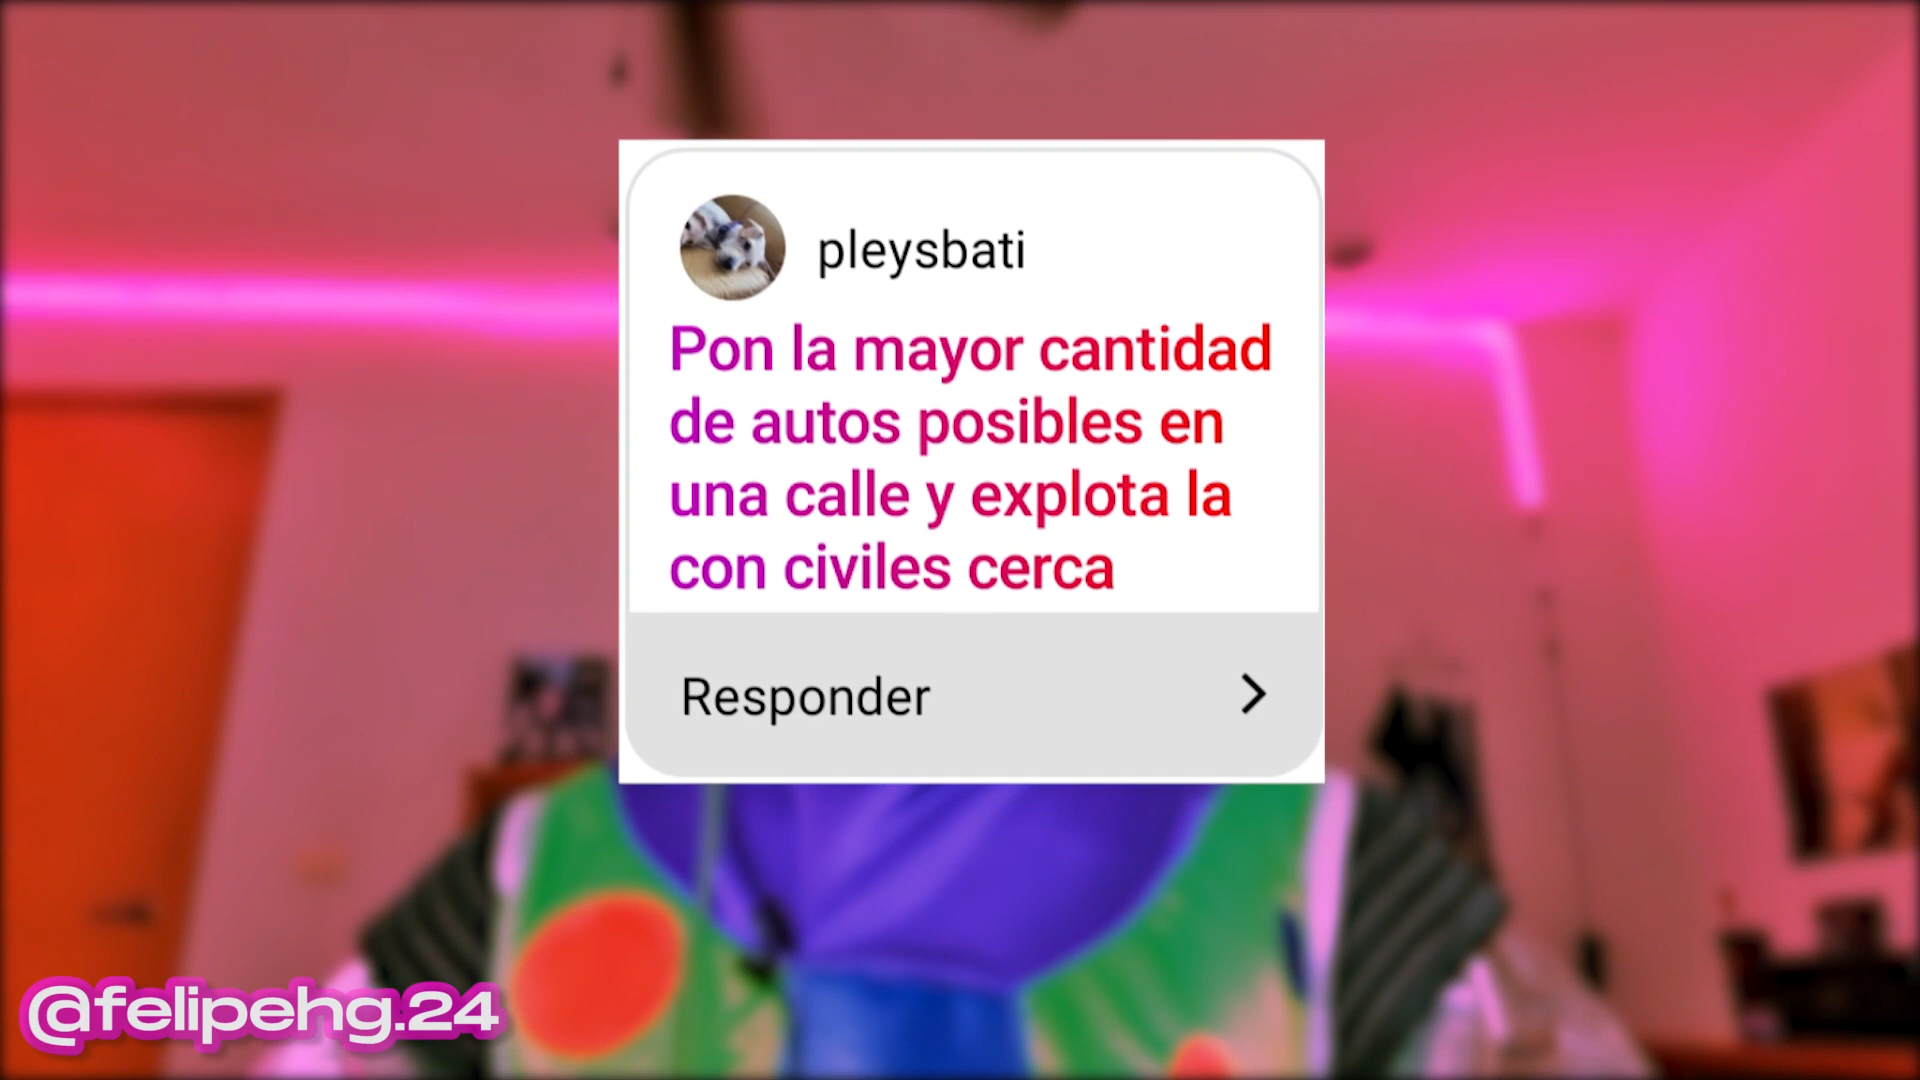 pleysbati
Pon la mayor cantidad
de autos posibles en
una calle y explota la
con civiles cerca
Responder
@felipehg.24